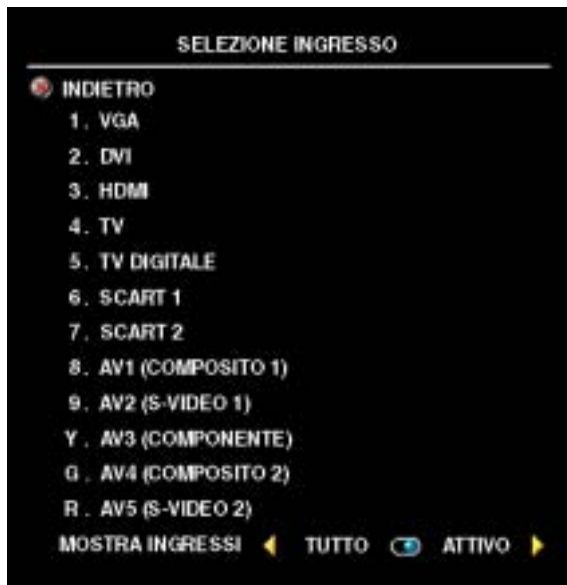 SELEZIONE INGRESSO
INDIETRO
1. VGA
2. DVI
3. HDMI
4. TV
5. TV DIGITALE
6. SCART 1
7. SCART 2
8. AV1 (COMPOSITO 1)
9. AV2 (S-VIDEO 1)
Y. AV3 (COMPONENTE)
G. AV4 (COMPOSITO 2)
R. AV5 (S-VIDEO 2)
MOSTRA INGRESSI TUTTO ATTIVO